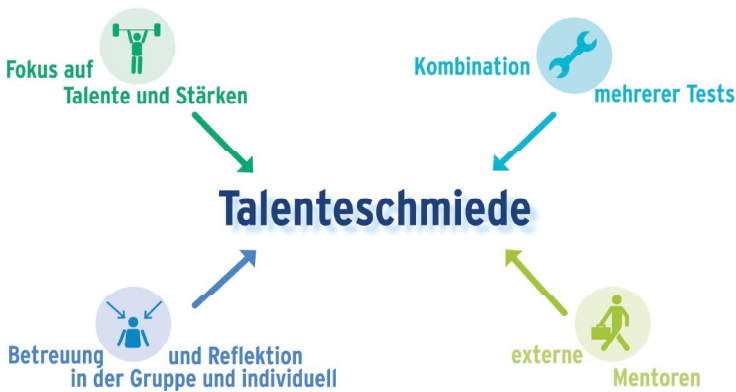 Fokus auf
Talente und Stärken
Kombination
mehrerer Tests
Talenteschmiede
Betreuung und Reflektion
in der Gruppe und individuell
externe
Mentoren